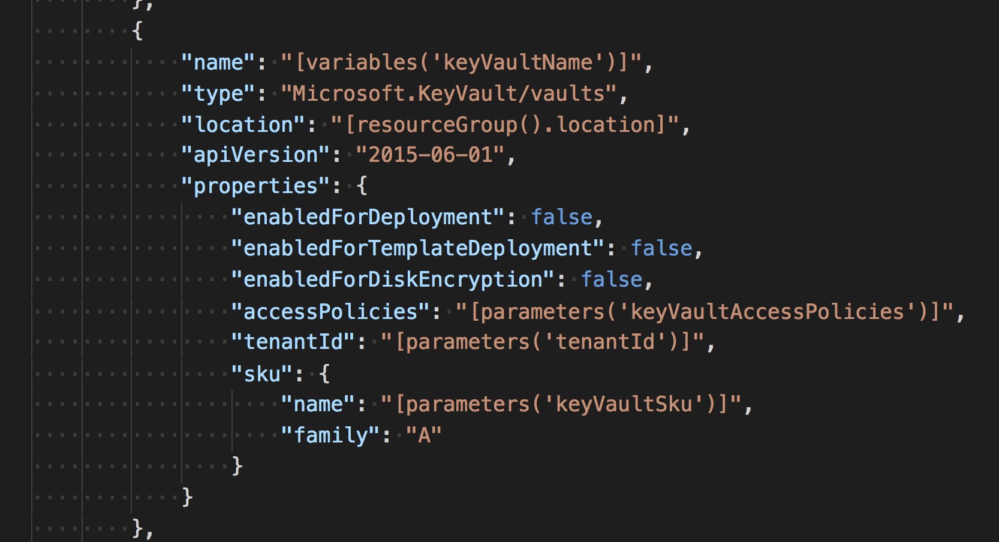 },
{
"name": "[variables('keyVaultName')]",
"type": "Microsoft.KeyVault/vaults",
"location": "[resourceGroup().location]",
"apiVersion": "2015-06-01",
"properties": {
"enabledForDeployment": false,
"enabledForTemplateDeployment": false,
"enabledForDiskEncryption": false,
"accessPolicies": "[parameters('keyVaultAccessPolicies')]",
"tenantId": "[parameters('tenantId')]",
"sku": {
"name": "[parameters('keyVaultSku')]",
"family": "A"
}
}
},